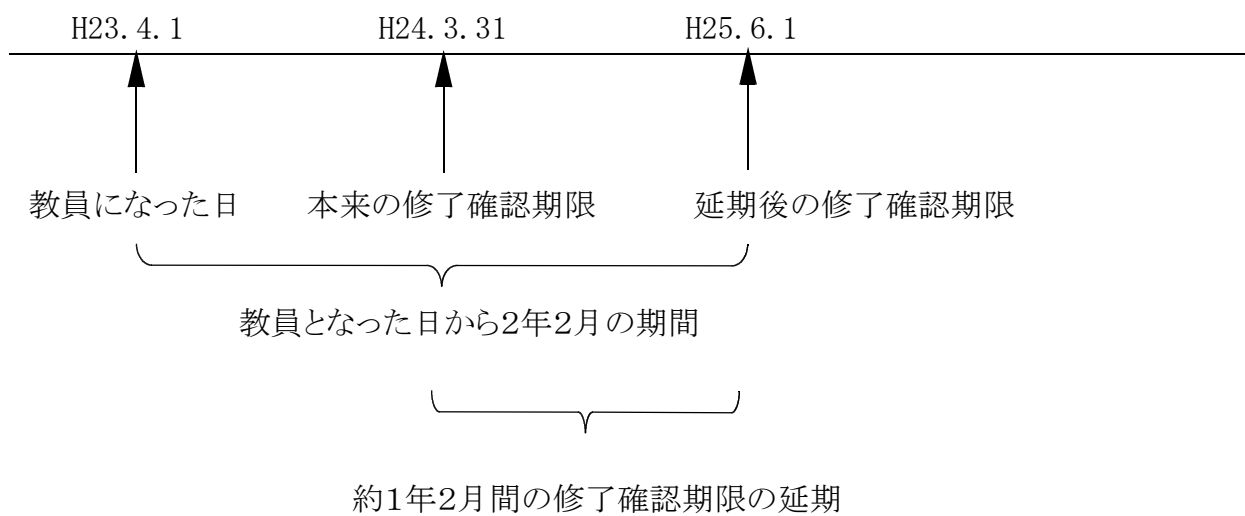 H23.4.1 H24.3.31 H25.6.1
教員になった日 本来の修了確認期限 延期後の修了確認期限
教員となった日から2年2月の期間
約1年2月間の修了確認期限の延期